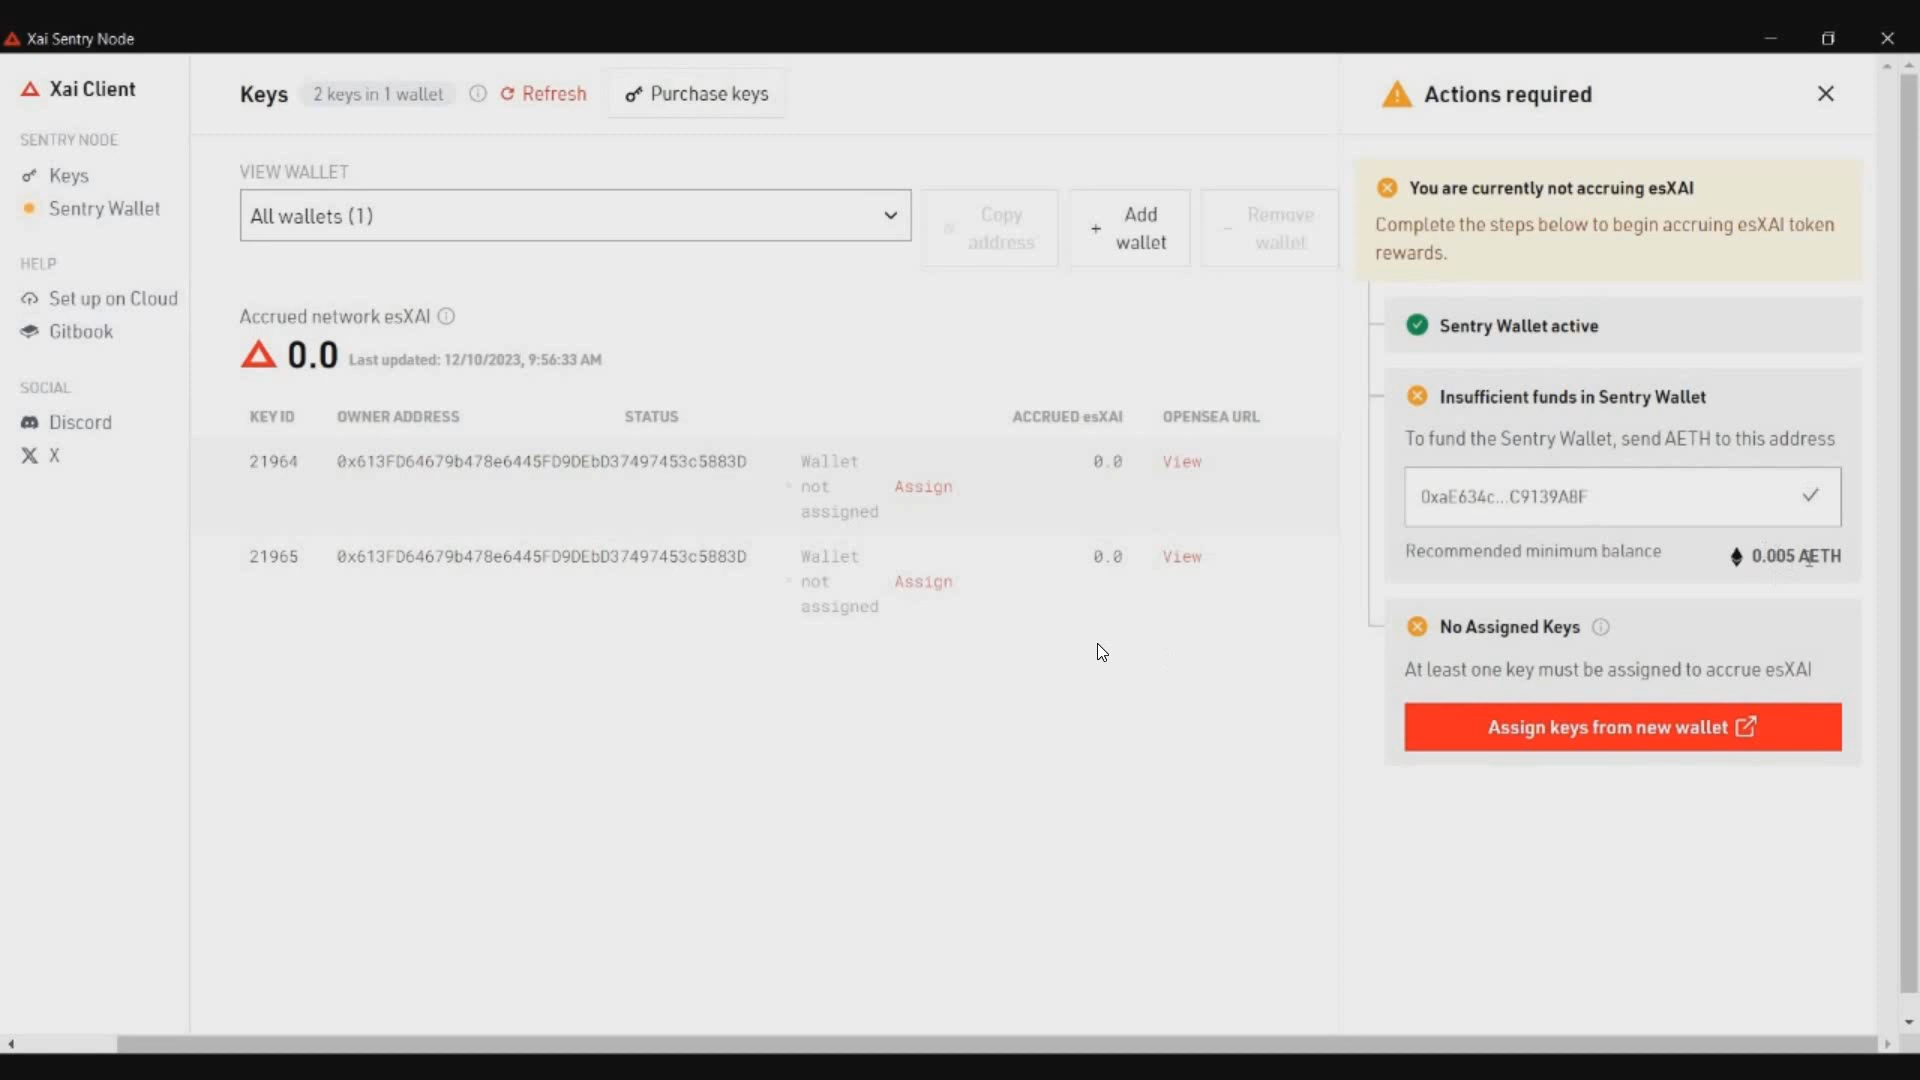 Xai Sentry Node
Xai Client
SENTRY NODE
Keys
Sentry Wallet
HELP
Set up on Cloud
Gitbook
SOCIAL
Discord
X
Keys
2 keys in 1 wallet
Refresh
Purchase keys
VIEW WALLET
All wallets (1)
Copy
address
+ Add
wallet
− Remove
wallet
Accrued network esXAI
0.0 Last updated: 12/10/2023, 9:56:33 AM
KEY ID OWNER ADDRESS STATUS ACCRUED esXAI OPENSEA URL
21964 0x613FD64679b478e6445FD9DEbD37497453c5883D Wallet 0.0 View
not Assign
assigned
21965 0x613FD64679b478e6445FD9DEbD37497453c5883D Wallet 0.0 View
not Assign
assigned
Actions required
You are currently not accruing esXAI
Complete the steps below to begin accruing esXAI token
rewards.
Sentry Wallet active
Insufficient funds in Sentry Wallet
To fund the Sentry Wallet, send AETH to this address
0xaE634c...C9139A8F
Recommended minimum balance 0.005 AETH
No Assigned Keys
At least one key must be assigned to accrue esXAI
Assign keys from new wallet